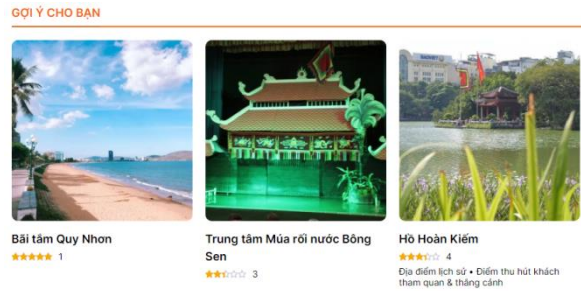 GỢI Ý CHO BẠN
Bãi tắm Quy Nhơn
1
Trung tâm Múa rối nước Bông
Sen
3
Hồ Hoàn Kiếm
4
Địa điểm lịch sử • Điểm thu hút khách
tham quan & thắng cảnh